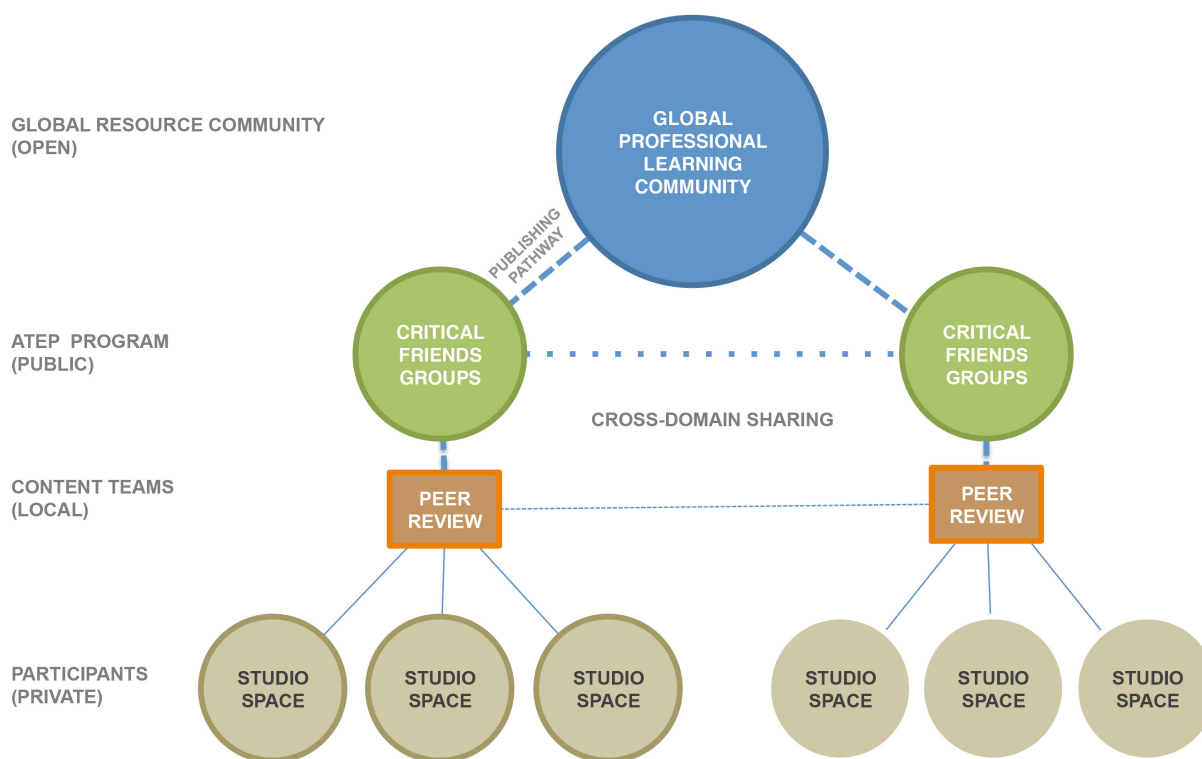 GLOBAL RESOURCE COMMUNITY
(OPEN)
GLOBAL
PROFESSIONAL
LEARNING
COMMUNITY
PUBLISHING
PATHWAY
ATEP PROGRAM
(PUBLIC)
CRITICAL
FRIENDS
GROUPS
CRITICAL
FRIENDS
GROUPS
CROSS-DOMAIN SHARING
CONTENT TEAMS
(LOCAL)
PEER
REVIEW
PEER
REVIEW
PARTICIPANTS
(PRIVATE)
STUDIO
SPACE
STUDIO
SPACE
STUDIO
SPACE
STUDIO
SPACE
STUDIO
SPACE
STUDIO
SPACE